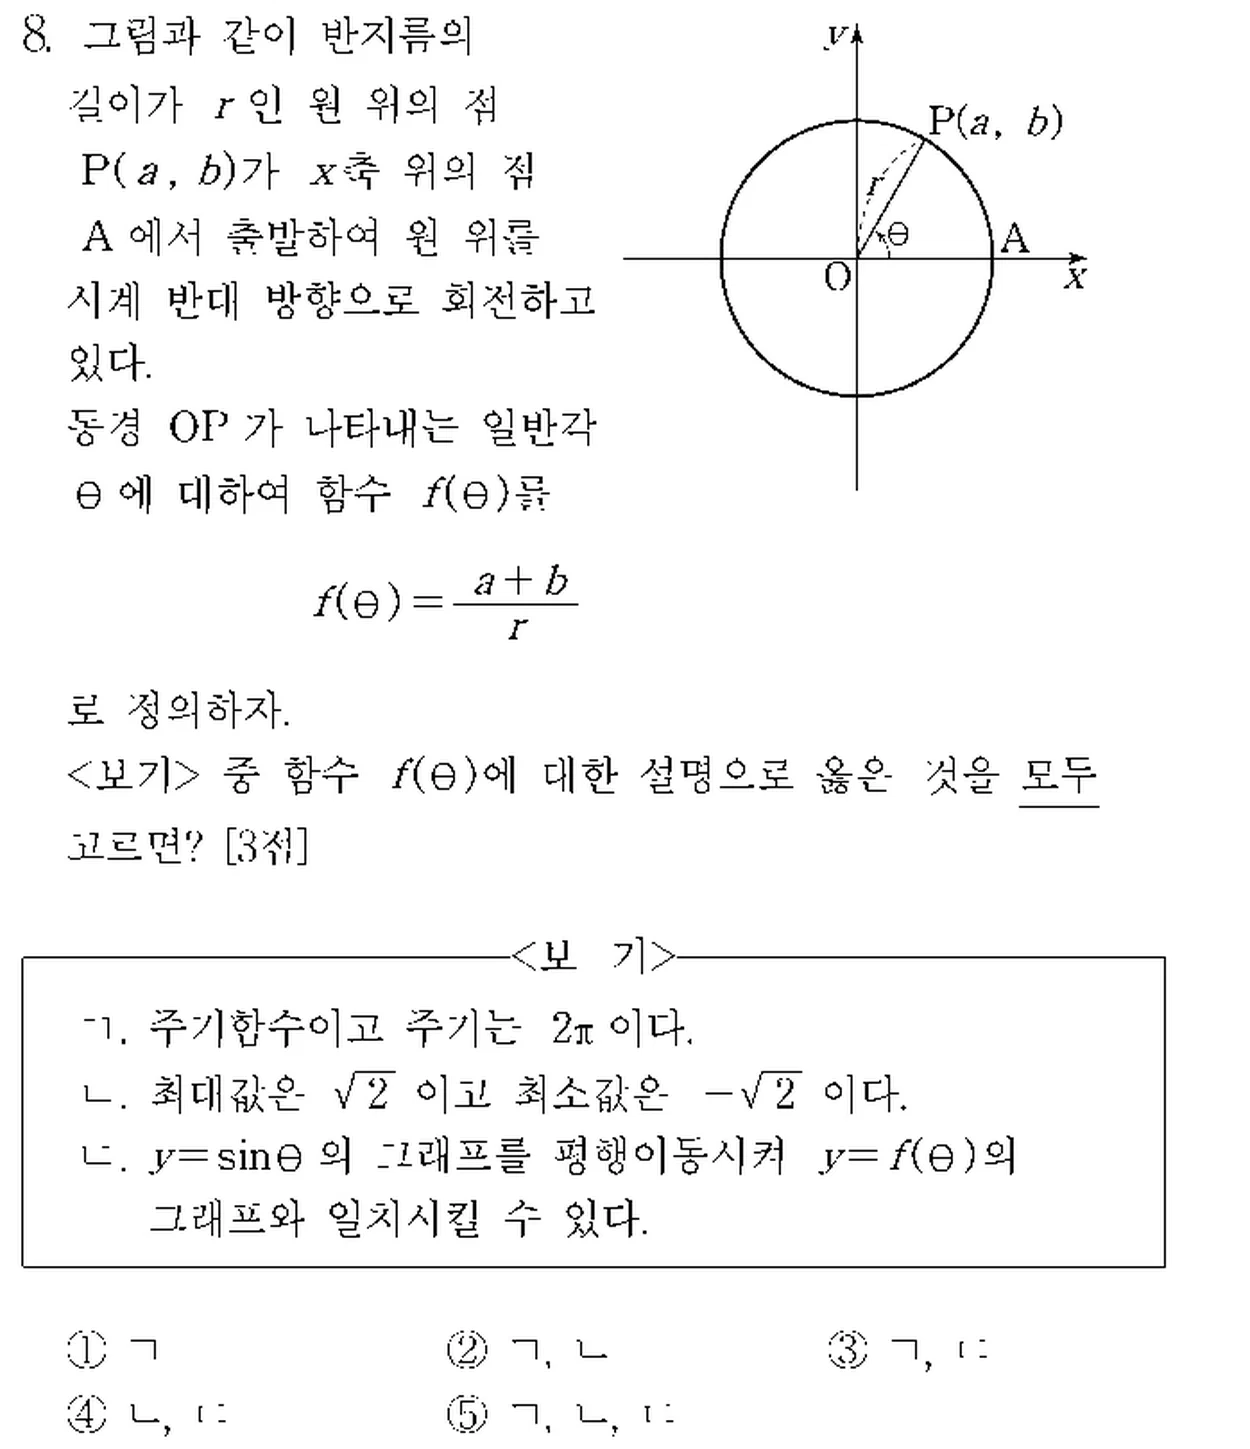 8. 그림과 같이 반지름의
길이가 r인 원 위의 점
P(a, b)가 x축 위의 점
A에서 출발하여 원 위를
시계 반대 방향으로 회전하고
있다.
동경 OP가 나타내는 일반각
θ에 대하여 함수 f(θ)를
y
P(a, b)
r
θ
A
O
x
f(θ)=(a+b)/r
로 정의하자.
<보기> 중 함수 f(θ)에 대한 설명으로 옳은 것을 모두
고르면? [3점]
<보 기>
ㄱ. 주기함수이고 주기는 2π이다.
ㄴ. 최대값은 √2 이고 최소값은 -√2 이다.
ㄷ. y=sinθ의 그래프를 평행이동시켜 y=f(θ)의
그래프와 일치시킬 수 있다.
① ㄱ ② ㄱ, ㄴ ③ ㄱ, ㄷ
④ ㄴ, ㄷ ⑤ ㄱ, ㄴ, ㄷ